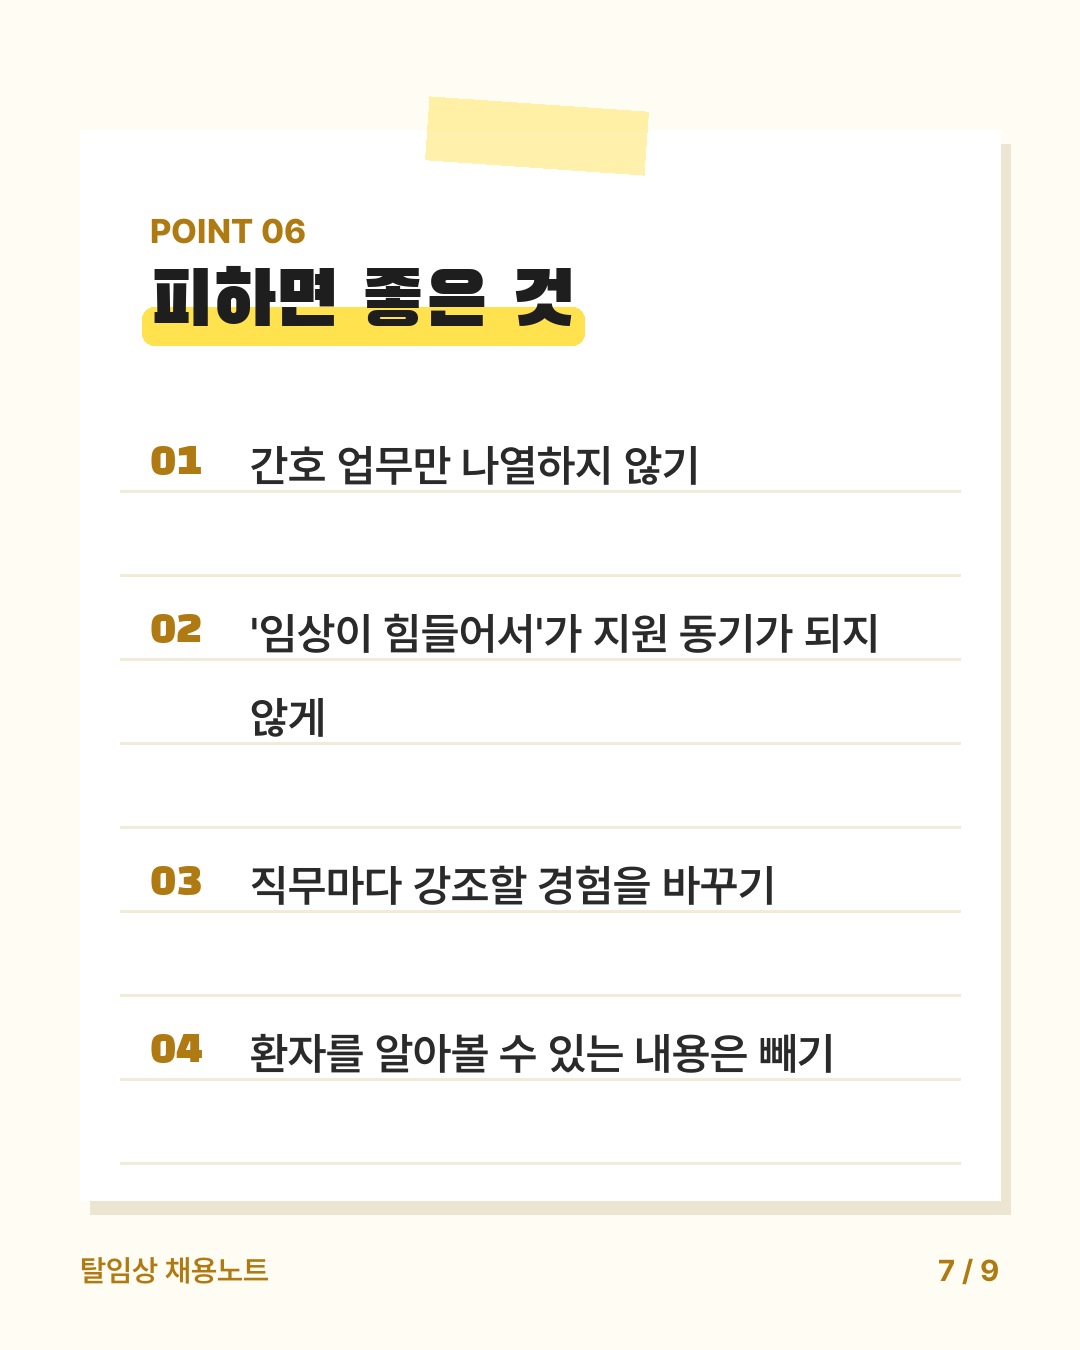 POINT 06
피하면 좋은 것
01 간호 업무만 나열하지 않기
02 '임상이 힘들어서'가 지원 동기가 되지
않게
03 직무마다 강조할 경험을 바꾸기
04 환자를 알아볼 수 있는 내용은 빼기
탈임상 채용노트 7 / 9